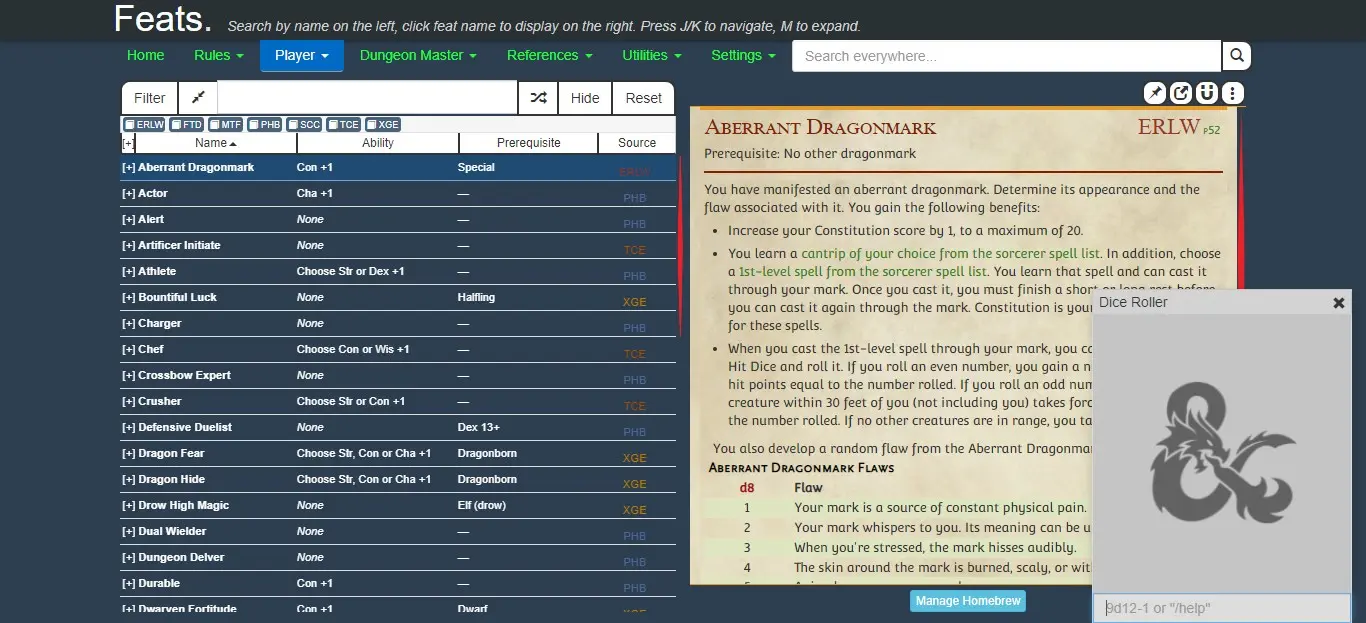 Feats. Search by name on the left, click feat name to display on the right. Press J/K to navigate, M to expand.
Home Rules Player Dungeon Master References Utilities Settings Search everywhere...
Filter Hide Reset
ERLW FTD MTF PHB SCC TCE XGE
[+] Name Ability Prerequisite Source
[+] Aberrant Dragonmark Con +1 Special ERLW
[+] Actor Cha +1 — PHB
[+] Alert None — PHB
[+] Artificer Initiate None — TCE
[+] Athlete Choose Str or Dex +1 — PHB
[+] Bountiful Luck None Halfling XGE
[+] Charger None — PHB
[+] Chef Choose Con or Wis +1 — TCE
[+] Crossbow Expert None — PHB
[+] Crusher Choose Str or Con +1 — TCE
[+] Defensive Duelist None Dex 13+ PHB
[+] Dragon Fear Choose Str, Con or Cha +1 Dragonborn XGE
[+] Dragon Hide Choose Str, Con or Cha +1 Dragonborn XGE
[+] Drow High Magic None Elf (drow) XGE
[+] Dual Wielder None — PHB
[+] Dungeon Delver None — PHB
[+] Durable Con +1 — PHB
[+] Dwarven Fortitude Con +1 Dwarf XGE
Aberrant Dragonmark ERLW p52
Prerequisite: No other dragonmark
You have manifested an aberrant dragonmark. Determine its appearance and the
flaw associated with it. You gain the following benefits:
• Increase your Constitution score by 1, to a maximum of 20.
• You learn a cantrip of your choice from the sorcerer spell list. In addition, choose
a 1st-level spell from the sorcerer spell list. You learn that spell and can cast it
through your mark. Once you cast it, you must finish a short or long rest before
you can cast it again through the mark. Constitution is your
for these spells.
• When you cast the 1st-level spell through your mark, you ca
Hit Dice and roll it. If you roll an even number, you gain a n
hit points equal to the number rolled. If you roll an odd num
creature within 30 feet of you (not including you) takes forc
the number rolled. If no other creatures are in range, you ta
You also develop a random flaw from the Aberrant Dragonmar
Aberrant Dragonmark Flaws
d8 Flaw
1 Your mark is a source of constant physical pain.
2 Your mark whispers to you. Its meaning can be u
3 When you're stressed, the mark hisses audibly.
4 The skin around the mark is burned, scaly, or wit
Manage Homebrew
Dice Roller
9d12-1 or "/help"